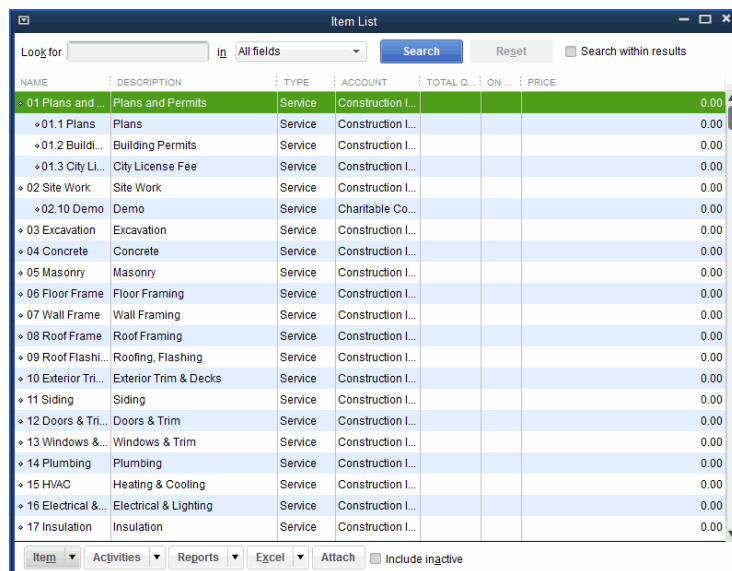 Item List
Look for in All fields Search Reset Search within results
NAME DESCRIPTION TYPE ACCOUNT TOTAL Q... ON ... PRICE
01 Plans and ... Plans and Permits Service Construction I... 0.00
01.1 Plans Plans Service Construction I... 0.00
01.2 Buildi... Building Permits Service Construction I... 0.00
01.3 City Li... City License Fee Service Construction I... 0.00
02 Site Work Site Work Service Construction I... 0.00
02.10 Demo Demo Service Charitable Co... 0.00
03 Excavation Excavation Service Construction I... 0.00
04 Concrete Concrete Service Construction I... 0.00
05 Masonry Masonry Service Construction I... 0.00
06 Floor Frame Floor Framing Service Construction I... 0.00
07 Wall Frame Wall Framing Service Construction I... 0.00
08 Roof Frame Roof Framing Service Construction I... 0.00
09 Roof Flashi... Roofing, Flashing Service Construction I... 0.00
10 Exterior Tri... Exterior Trim & Decks Service Construction I... 0.00
11 Siding Siding Service Construction I... 0.00
12 Doors & Tri... Doors & Trim Service Construction I... 0.00
13 Windows &... Windows & Trim Service Construction I... 0.00
14 Plumbing Plumbing Service Construction I... 0.00
15 HVAC Heating & Cooling Service Construction I... 0.00
16 Electrical &... Electrical & Lighting Service Construction I... 0.00
17 Insulation Insulation Service Construction I... 0.00
Item Activities Reports Excel Attach Include inactive